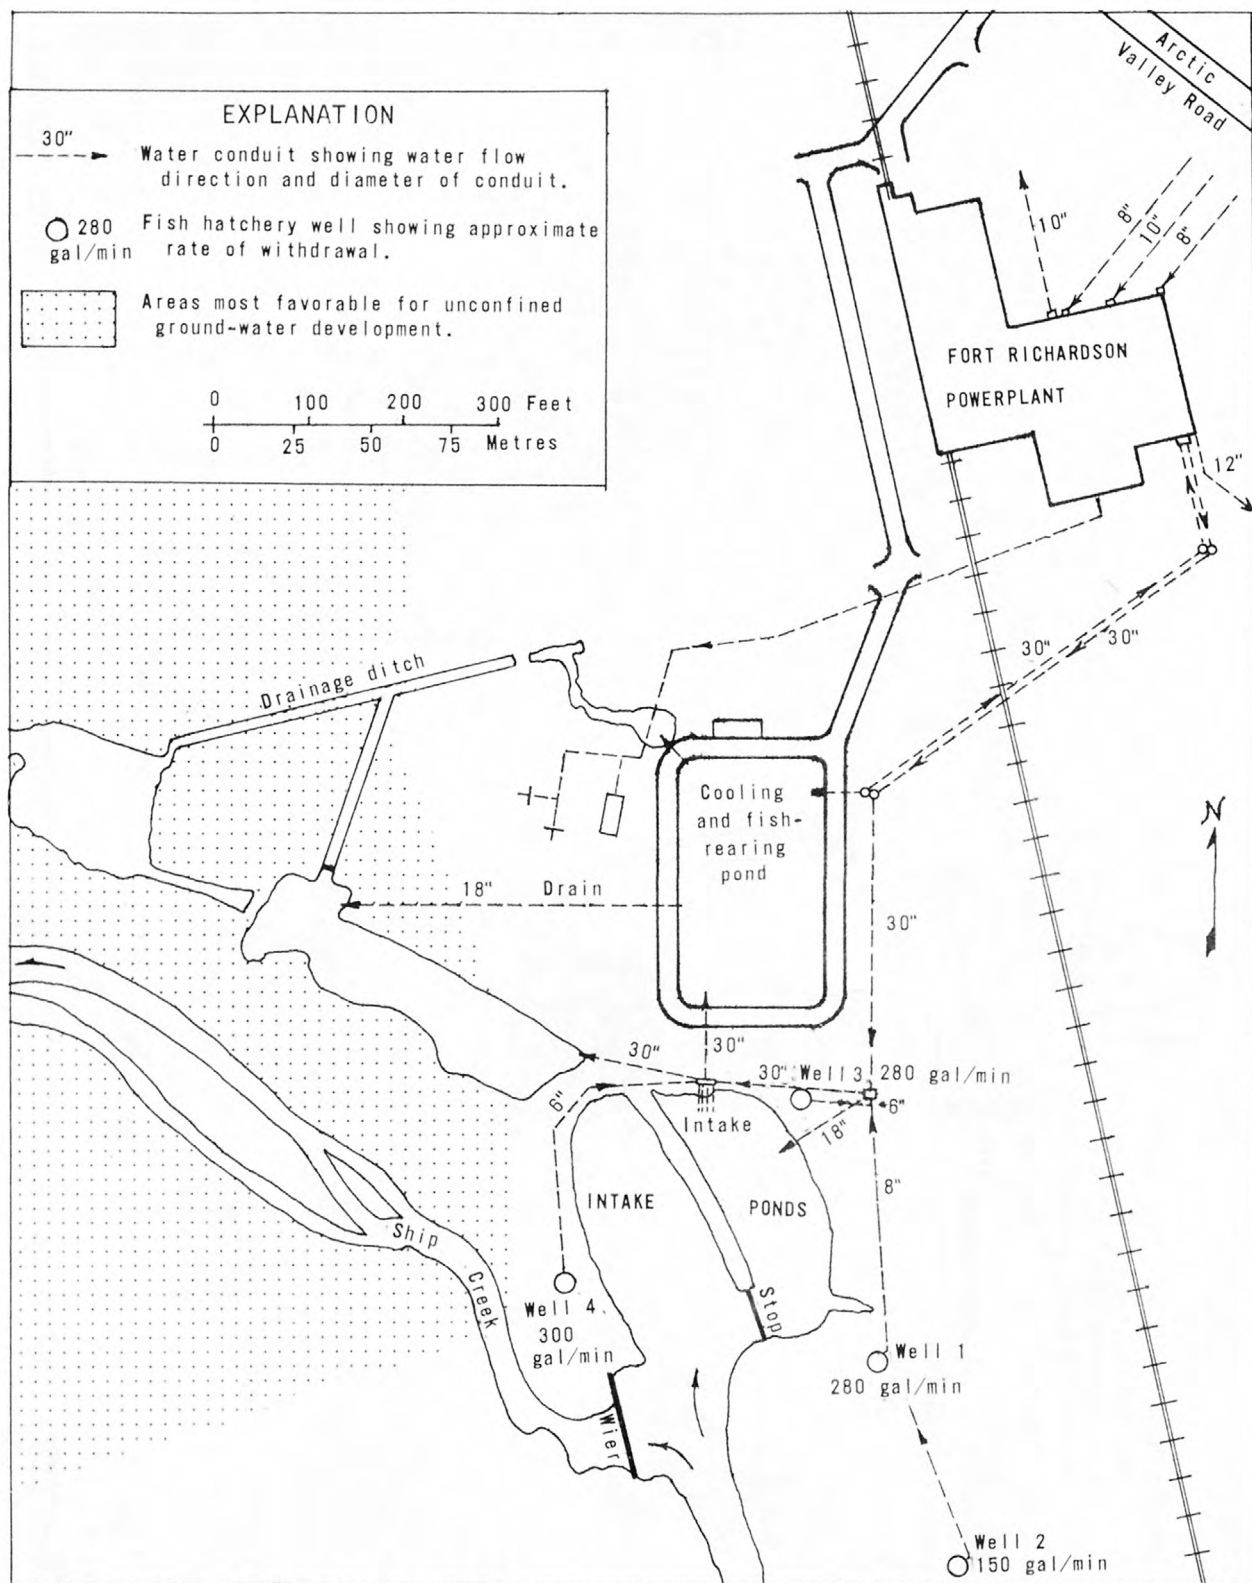 Arctic
Valley Road
EXPLANATION
30"
Water conduit showing water flow
direction and diameter of conduit.
280
gal/min
Fish hatchery well showing approximate
rate of withdrawal.
Areas most favorable for unconfined
ground-water development.
0 100 200 300 Feet
0 25 50 75 Metres
10"
8"
10"
8"
FORT RICHARDSON
POWERPLANT
12"
30"
30"
Drainage ditch
Cooling
and fish-
rearing
pond
N
18" Drain
30"
30"
30"
30"
Well 3
280 gal/min
6"
6"
Intake
18"
8"
INTAKE
PONDS
Ship
Creek
Well 4
300
gal/min
Stop
Well 1
280 gal/min
Wier
Well 2
150 gal/min